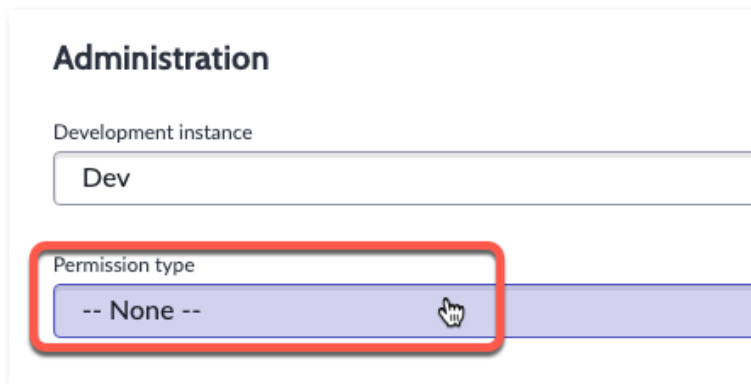 Administration
Development instance
Dev
Permission type
-- None --